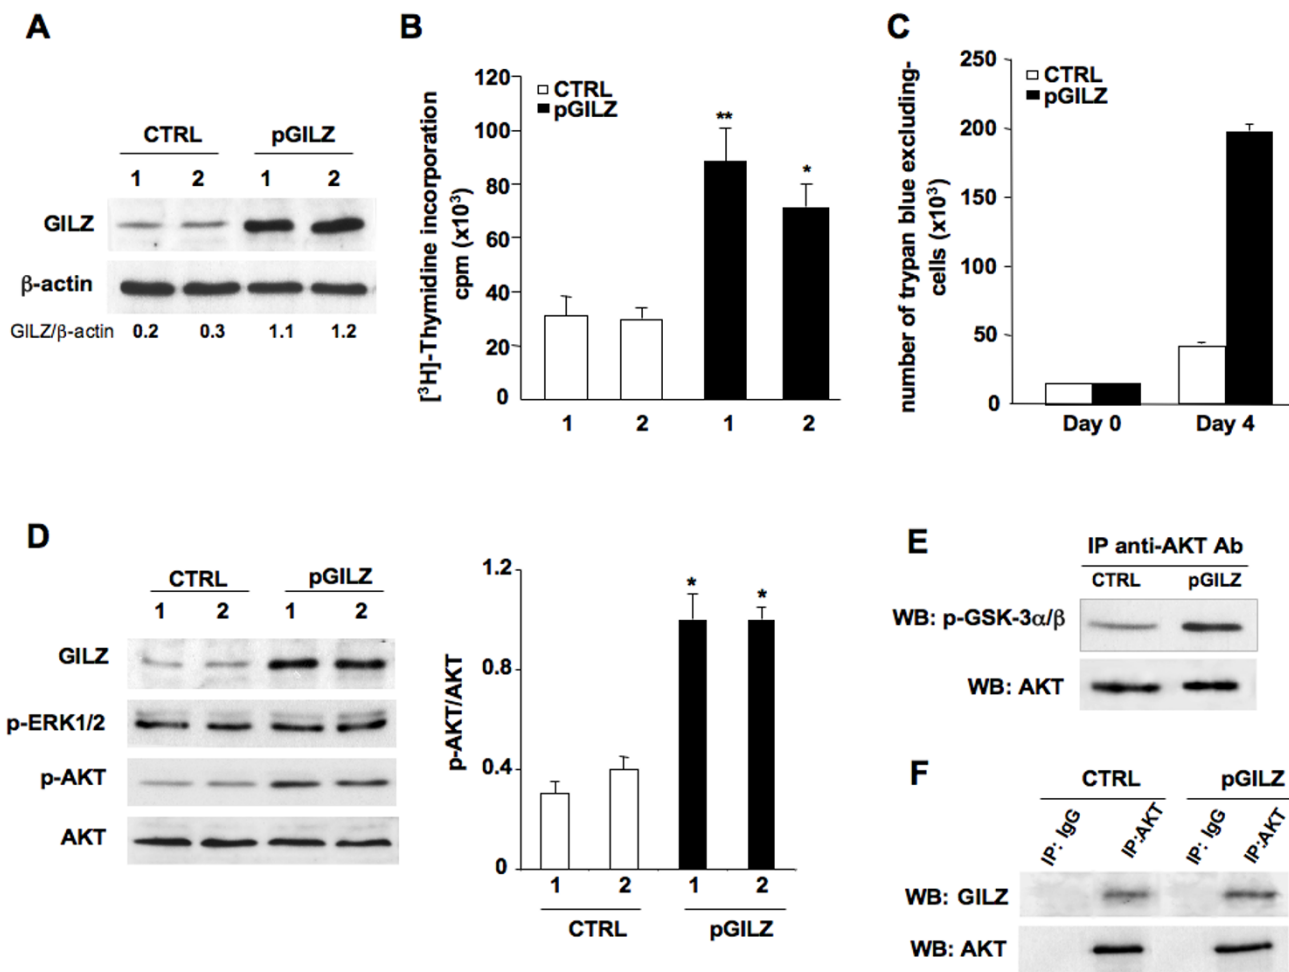 A
CTRL pGILZ
1 2 1 2
GILZ
β-actin
GILZ/β-actin 0.2 0.3 1.1 1.2
B
[³H]-Thymidine incorporation
cpm (x10³)
120
100
80
60
40
20
0
CTRL
pGILZ
**
*
1 2 1 2
C
number of trypan blue excluding-
cells (x10³)
250
200
150
100
50
0
CTRL
pGILZ
Day 0 Day 4
D
CTRL pGILZ
1 2 1 2
GILZ
p-ERK1/2
p-AKT
AKT
p-AKT/AKT
1.2
0.8
0.4
0
* *
1 2 1 2
CTRL pGILZ
E
IP anti-AKT Ab
CTRL pGILZ
WB: p-GSK-3α/β
WB: AKT
F
CTRL pGILZ
IP: IgG IP:AKT IP: IgG IP:AKT
WB: GILZ
WB: AKT